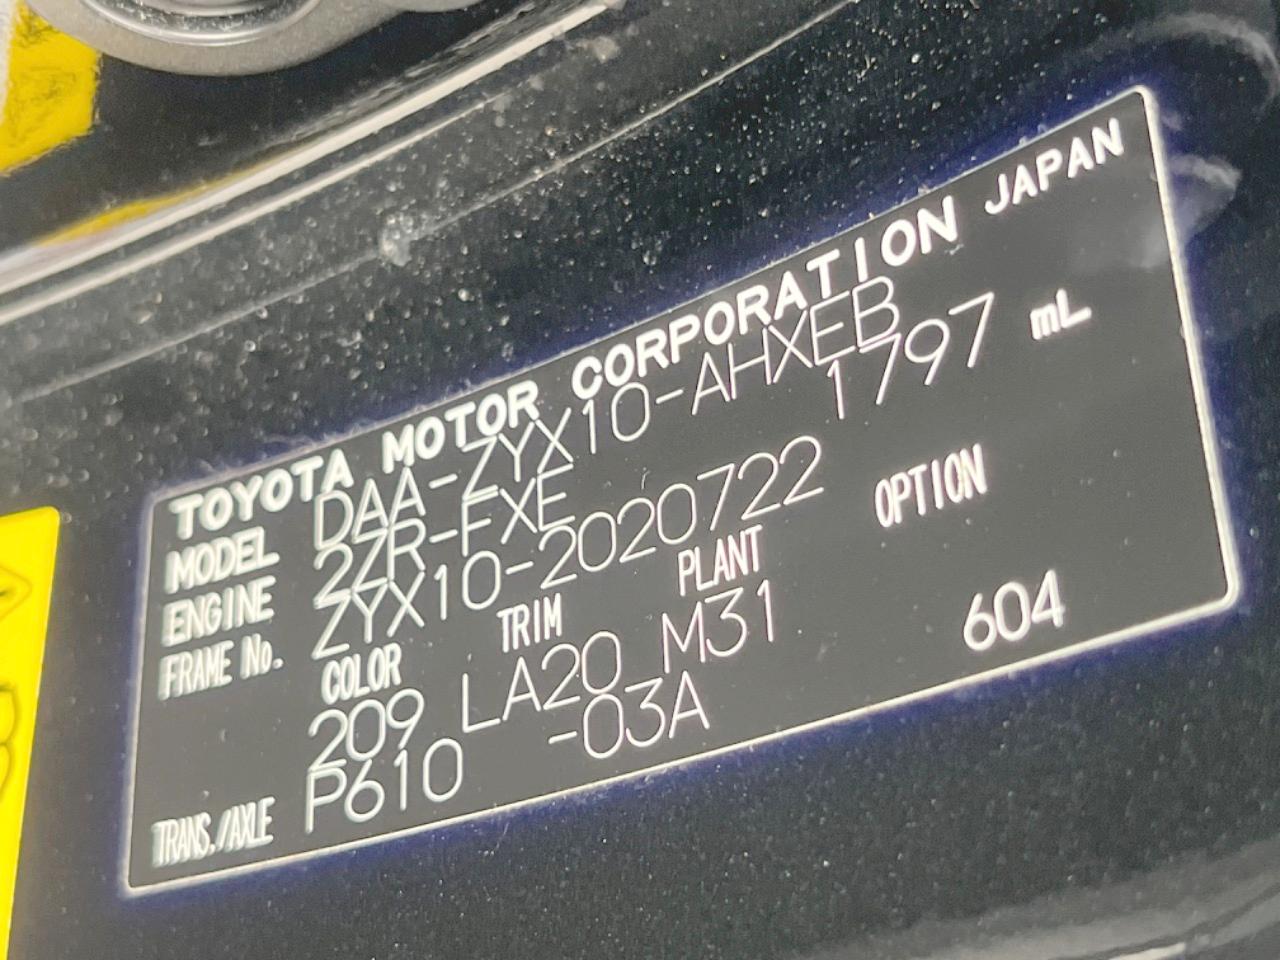 TOYOTA MOTOR CORPORATION JAPAN
MODEL DAA-ZYX10-AHXEB
ENGINE 2ZR-FXE 1797 mL
FRAME No. ZYX10-2020722
COLOR TRIM PLANT OPTION
209 LA20 M31
TRANS./AXLE P610 -03A 604